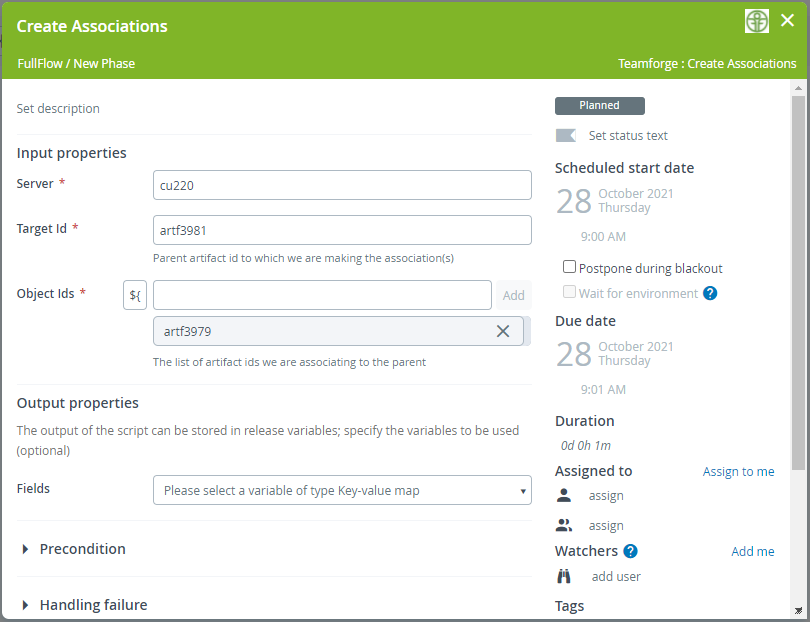 Create Associations
FullFlow / New Phase
Teamforge : Create Associations
Set description
Input properties
Server *
cu220
Target Id *
artf3981
Parent artifact id to which we are making the association(s)
Object Ids *
${
Add
artf3979
The list of artifact ids we are associating to the parent
Output properties
The output of the script can be stored in release variables; specify the variables to be used
(optional)
Fields
Please select a variable of type Key-value map
Precondition
Handling failure
Planned
Set status text
Scheduled start date
28
October 2021
Thursday
9:00 AM
Postpone during blackout
Wait for environment ?
Due date
28
October 2021
Thursday
9:01 AM
Duration
0d 0h 1m
Assigned to
Assign to me
assign
assign
Watchers ?
Add me
add user
Tags